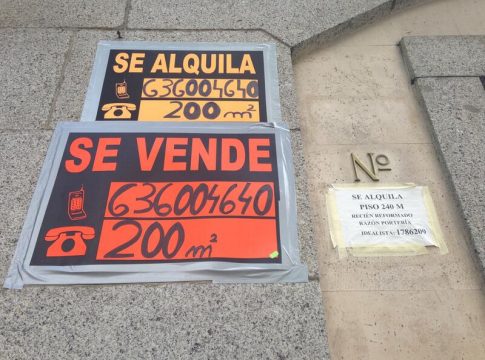 SE ALQUILA
636004640
200 m²
SE VENDE
636004640
200 m²
Nº
SE ALQUILA
PISO 240 M
RECIÉN REFORMADO
RAZÓN PORTERÍA
IDEALISTA: 1786209